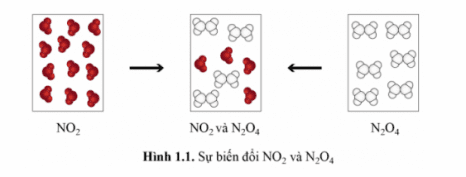 NO₂ NO₂ và N₂O₄ N₂O₄
Hình 1.1. Sự biến đổi NO₂ và N₂O₄